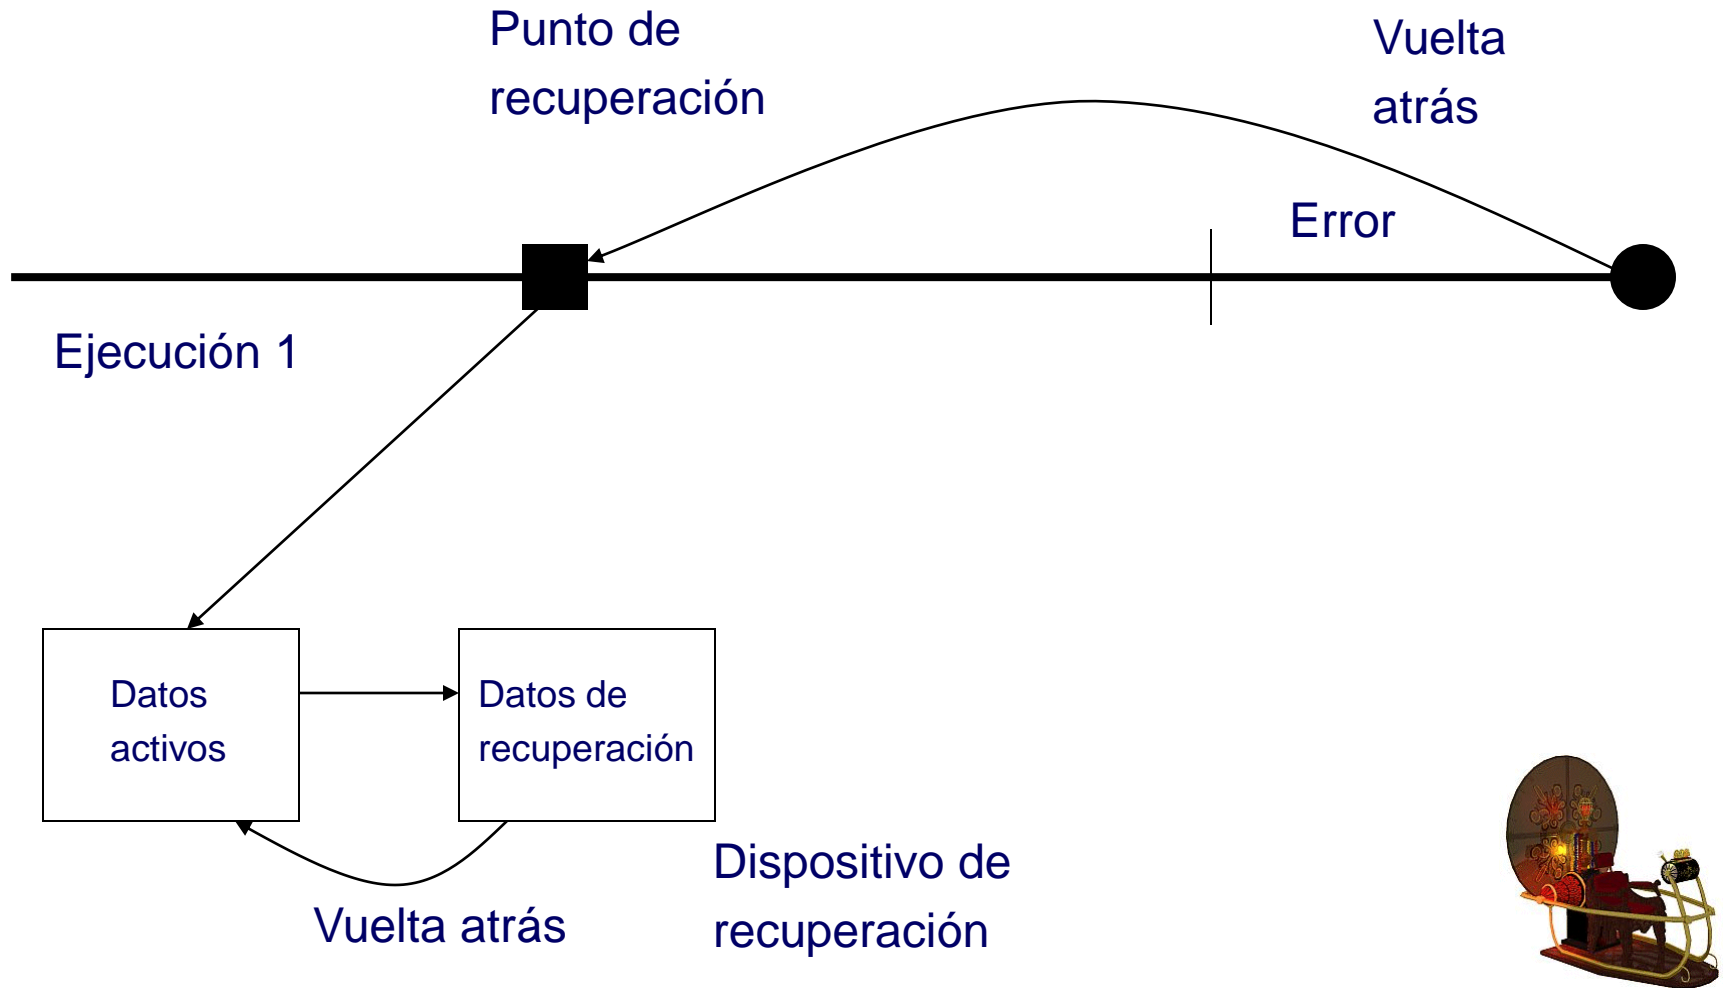 Punto de
recuperación
Vuelta
atrás
Error
Ejecución 1
Datos
activos
Datos de
recuperación
Vuelta atrás
Dispositivo de
recuperación